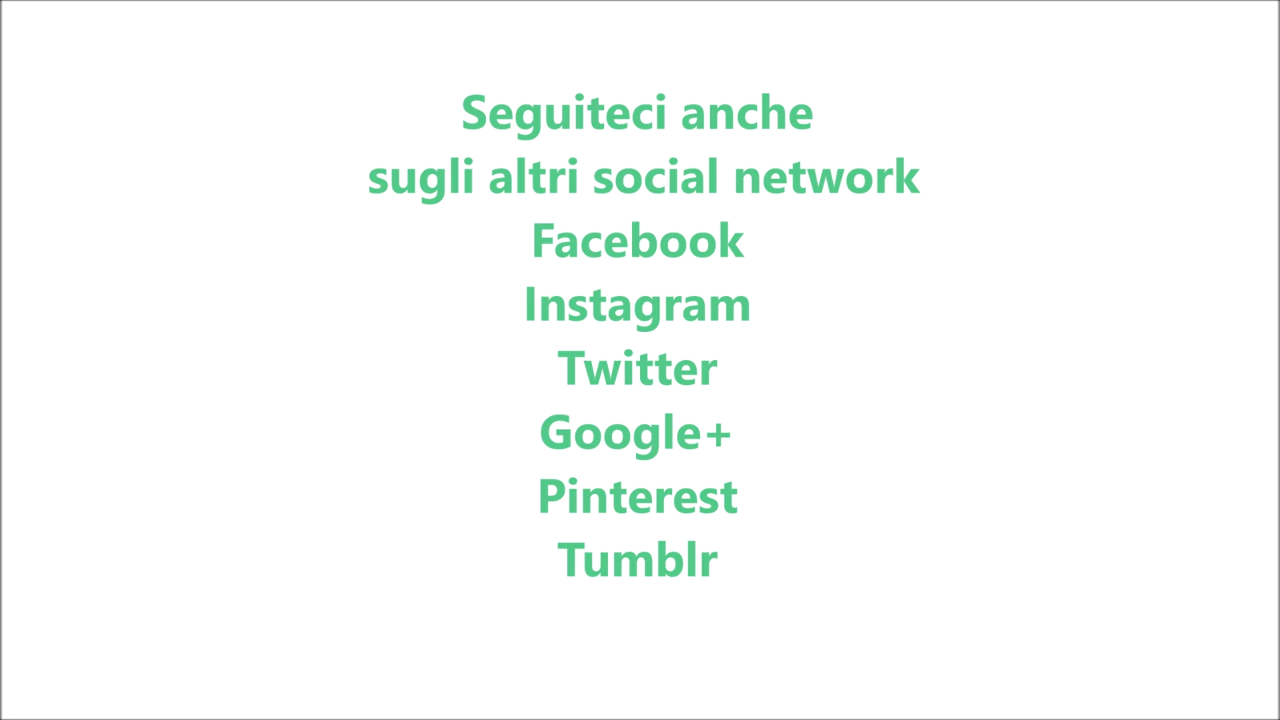 Seguiteci anche
sugli altri social network
Facebook
Instagram
Twitter
Google+
Pinterest
Tumblr